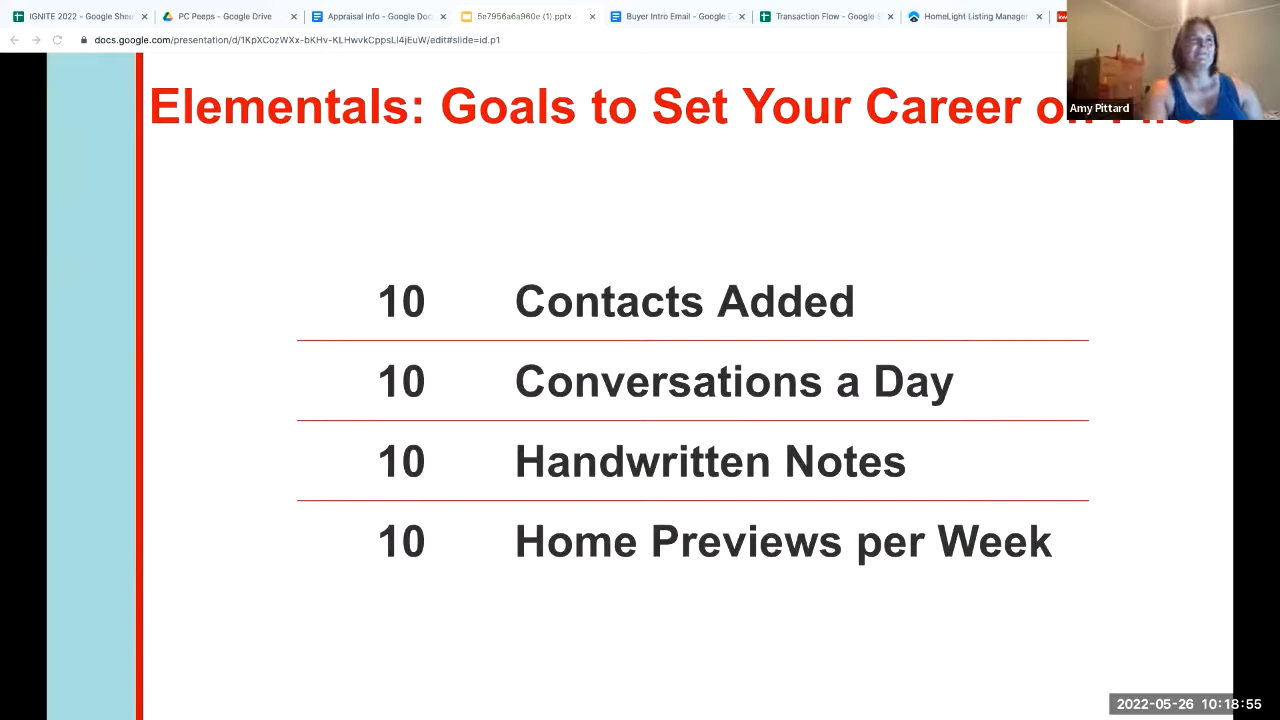 IGNITE 2022 - Google Shee
PC Peeps - Google Drive
Appraisal Info - Google Doc
5e7956a6a960e (1).pptx
Buyer Intro Email - Google D
Transaction Flow - Google S
HomeLight Listing Manager
docs.google.com/presentation/d/1KpXCozWXx-bKHv-KLHwvkCppsLl4jEuW/edit#slide=id.p1
Amy Pittard
Elementals: Goals to Set Your Career
10 Contacts Added
10 Conversations a Day
10 Handwritten Notes
10 Home Previews per Week
2022-05-26 10:18:55